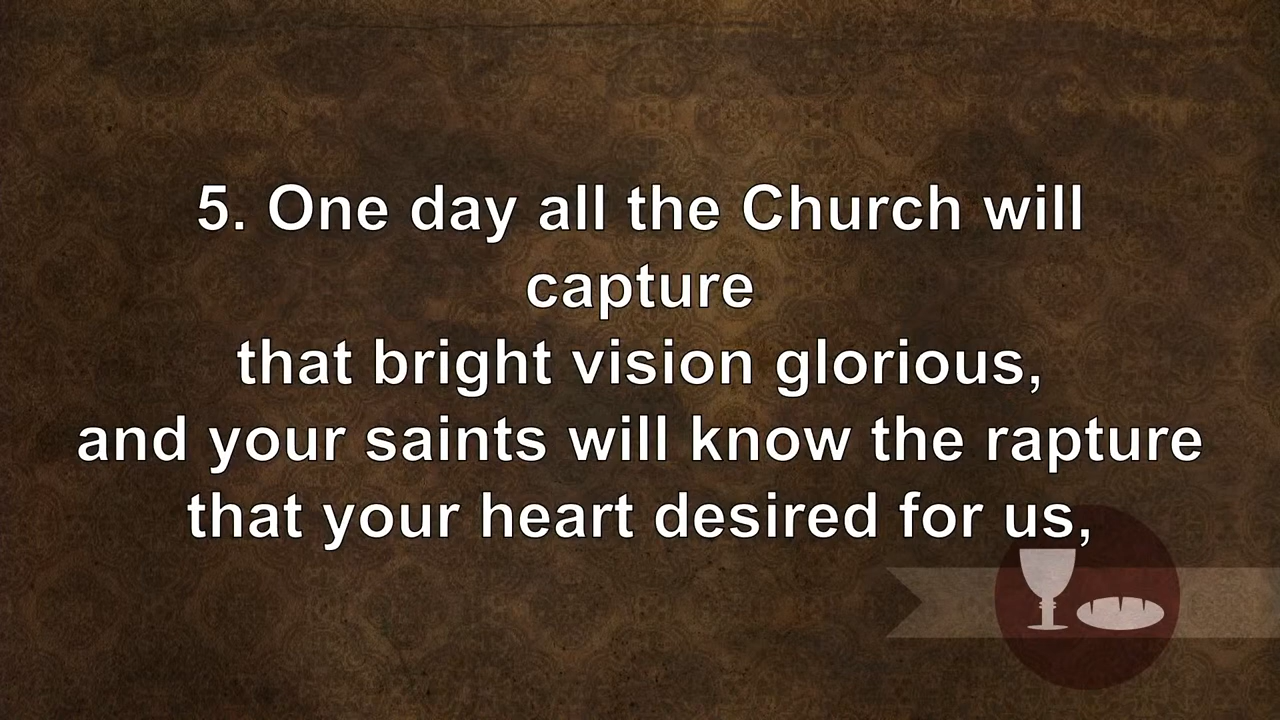 5. One day all the Church will
capture
that bright vision glorious,
and your saints will know the rapture
that your heart desired for us,